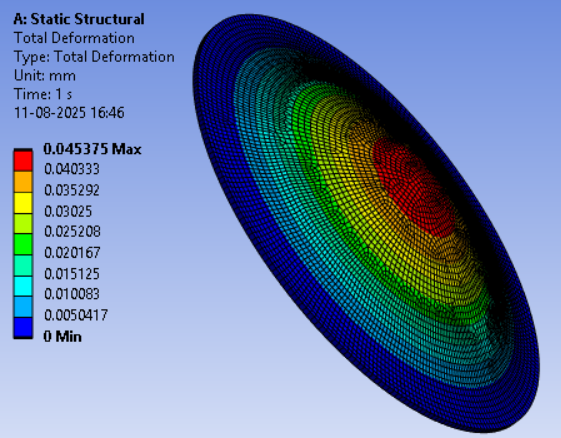 A: Static Structural
Total Deformation
Type: Total Deformation
Unit: mm
Time: 1 s
11-08-2025 16:46
0.045375 Max
0.040333
0.035292
0.03025
0.025208
0.020167
0.015125
0.010083
0.0050417
0 Min